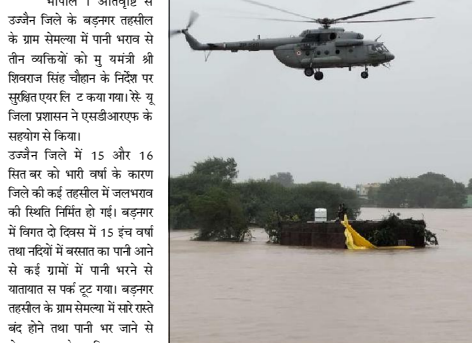 भोपाल । अतिवृष्टि से
उज्जैन जिले के बड़नगर तहसील
के ग्राम सेमल्या में पानी भराव से
तीन व्यक्तियों को मु यमंत्री श्री
शिवराज सिंह चौहान के निर्देश पर
सुरक्षित एयर लि ट कया गया। रेस् यू
जिला प्रशासन ने एसडीआरएफ के
सहयोग से किया।
उज्जैन जिले में 15 और 16
सित बर को भारी वर्षा के कारण
जिले की कई तहसील में जलभराव
की स्थिति निर्मित हो गई। बड़नगर
में विगत दो दिवस में 15 इंच वर्षा
तथा नदियों में बरसात का पानी आने
से कई ग्रामों में पानी भरने से
यातायात स पर्क टूट गया। बड़नगर
तहसील के ग्राम सेमल्या में सारे रास्ते
बंद होने तथा पानी भर जाने से